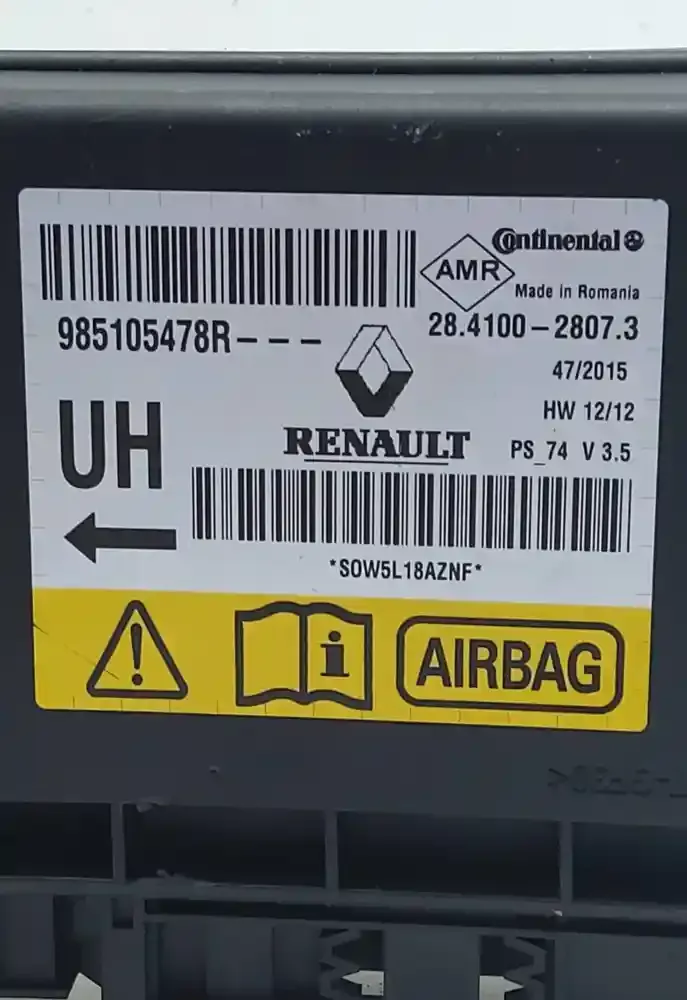 Continental
AMR
Made in Romania
985105478R---
28.4100-2807.3
47/2015
HW 12/12
UH
RENAULT
PS_74 V 3.5
*SOW5L18AZNF*
i
AIRBAG